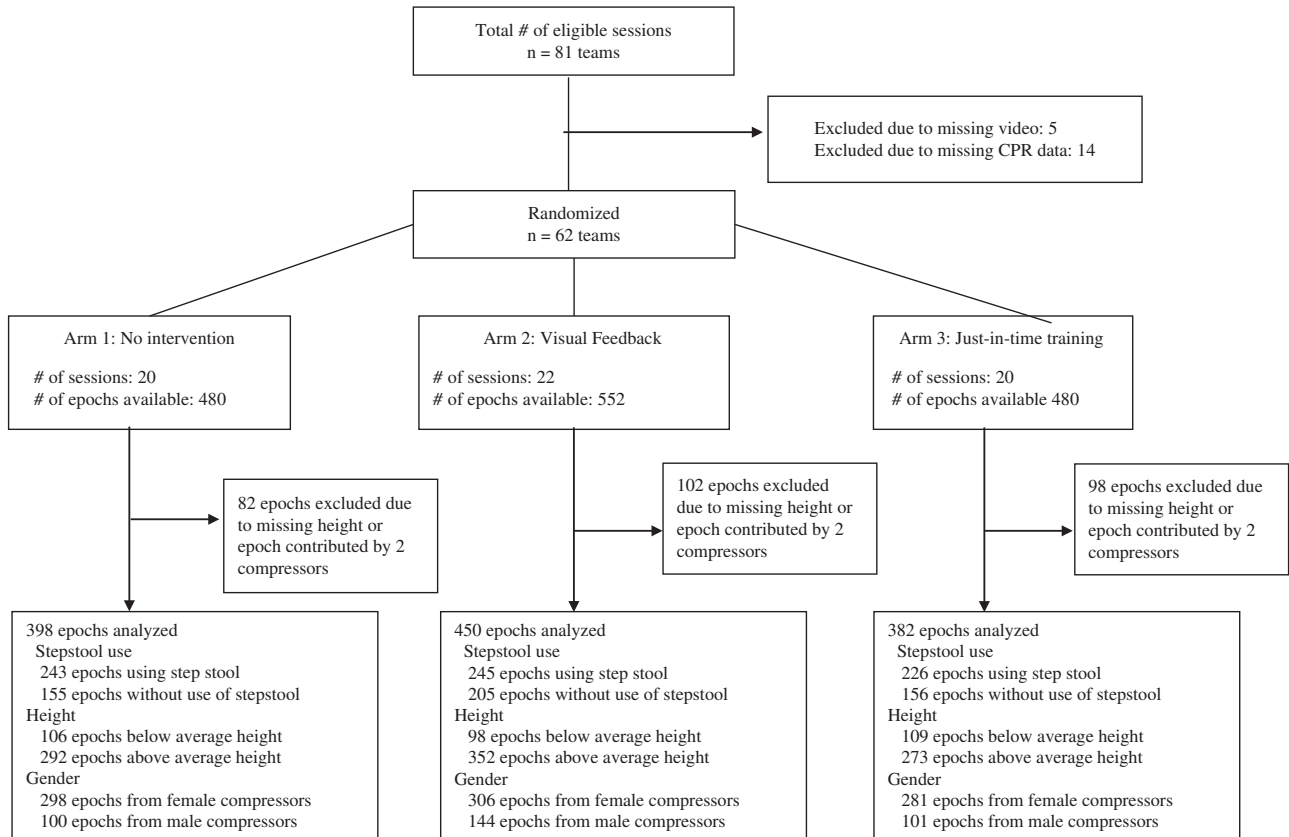 Total # of eligible sessions
n = 81 teams
Excluded due to missing video: 5
Excluded due to missing CPR data: 14
Randomized
n = 62 teams
Arm 1: No intervention
# of sessions: 20
# of epochs available: 480
Arm 2: Visual Feedback
# of sessions: 22
# of epochs available: 552
Arm 3: Just-in-time training
# of sessions: 20
# of epochs available 480
82 epochs excluded due
to missing height or
epoch contributed by 2
compressors
102 epochs excluded
due to missing height or
epoch contributed by 2
compressors
98 epochs excluded due
to missing height or
epoch contributed by 2
compressors
398 epochs analyzed
Stepstool use
243 epochs using step stool
155 epochs without use of stepstool
Height
106 epochs below average height
292 epochs above average height
Gender
298 epochs from female compressors
100 epochs from male compressors
450 epochs analyzed
Stepstool use
245 epochs using step stool
205 epochs without use of stepstool
Height
98 epochs below average height
352 epochs above average height
Gender
306 epochs from female compressors
144 epochs from male compressors
382 epochs analyzed
Stepstool use
226 epochs using step stool
156 epochs without use of stepstool
Height
109 epochs below average height
273 epochs above average height
Gender
281 epochs from female compressors
101 epochs from male compressors